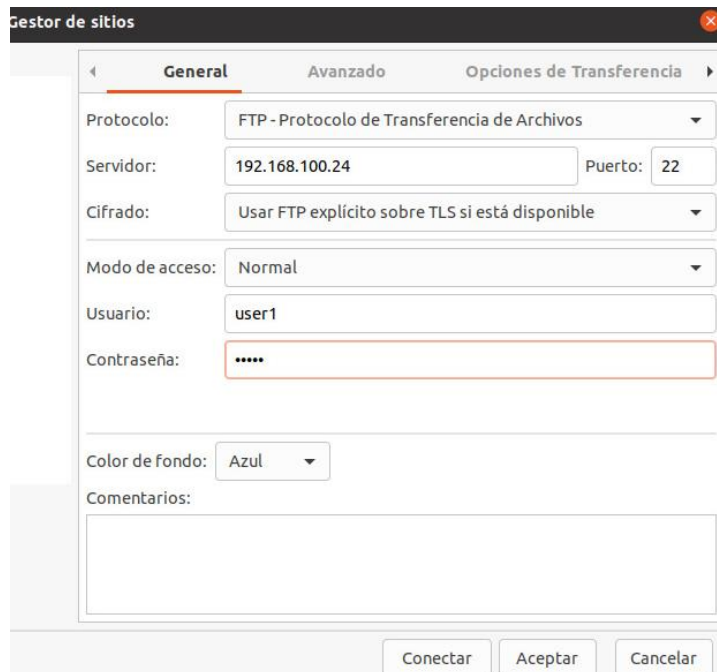 Gestor de sitios
General Avanzado Opciones de Transferencia
Protocolo: FTP - Protocolo de Transferencia de Archivos
Servidor: 192.168.100.24 Puerto: 22
Cifrado: Usar FTP explícito sobre TLS si está disponible
Modo de acceso: Normal
Usuario: user1
Contraseña: •••••
Color de fondo: Azul
Comentarios:
Conectar Aceptar Cancelar